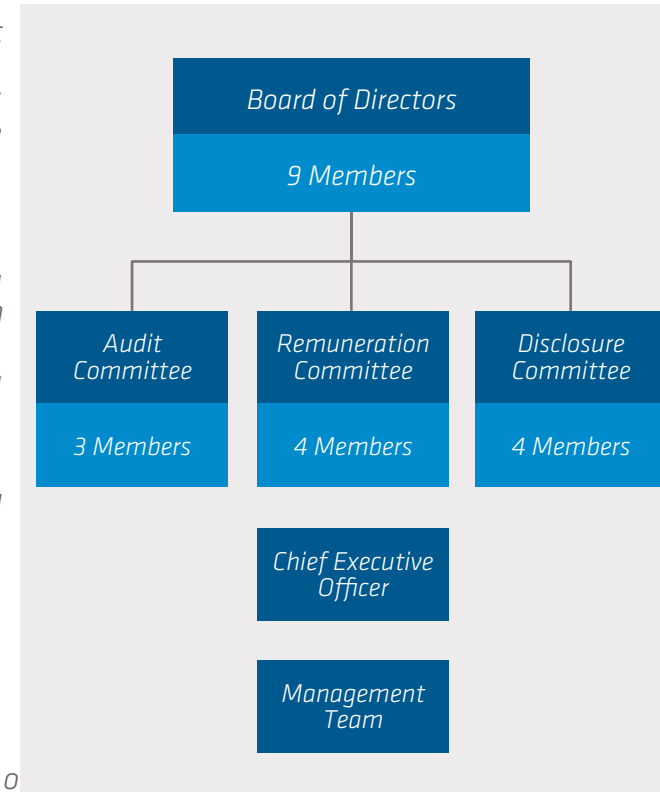 Board of Directors
9 Members
Audit
Committee
3 Members
Remuneration
Committee
4 Members
Disclosure
Committee
4 Members
Chief Executive
Officer
Management
Team